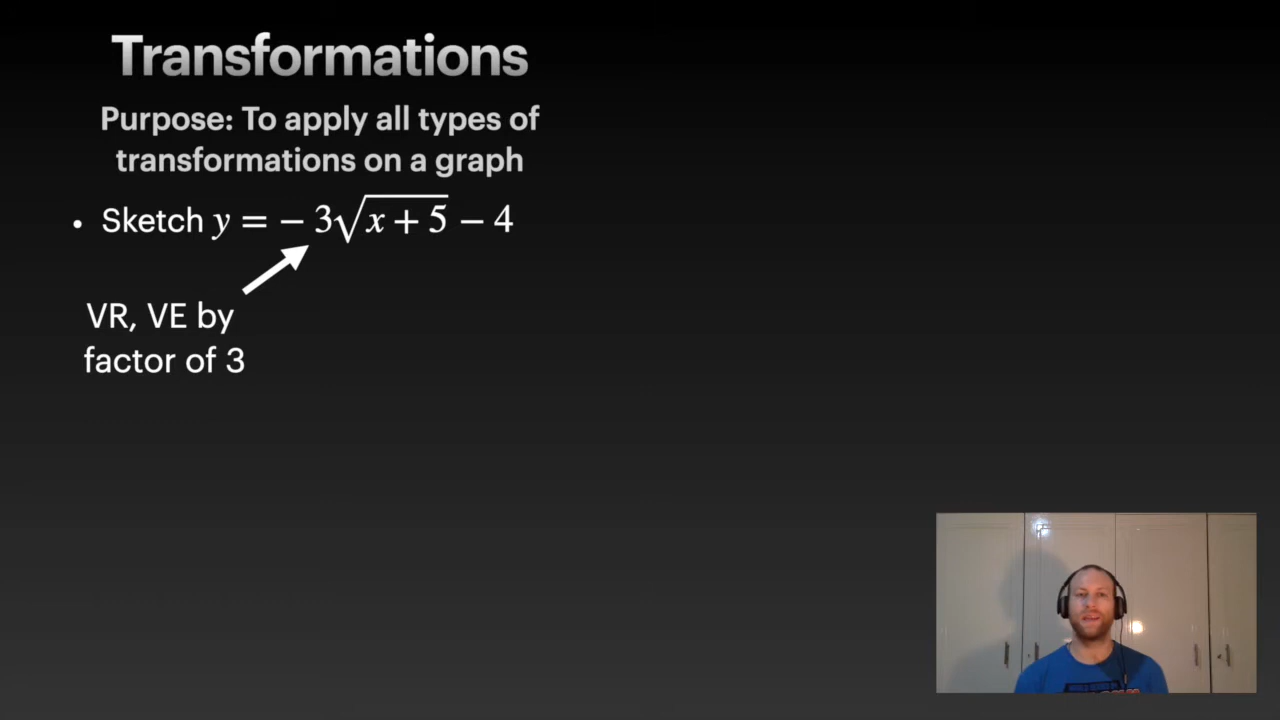 Transformations
Purpose: To apply all types of
transformations on a graph
• Sketch y = − 3√(x + 5) − 4
VR, VE by
factor of 3